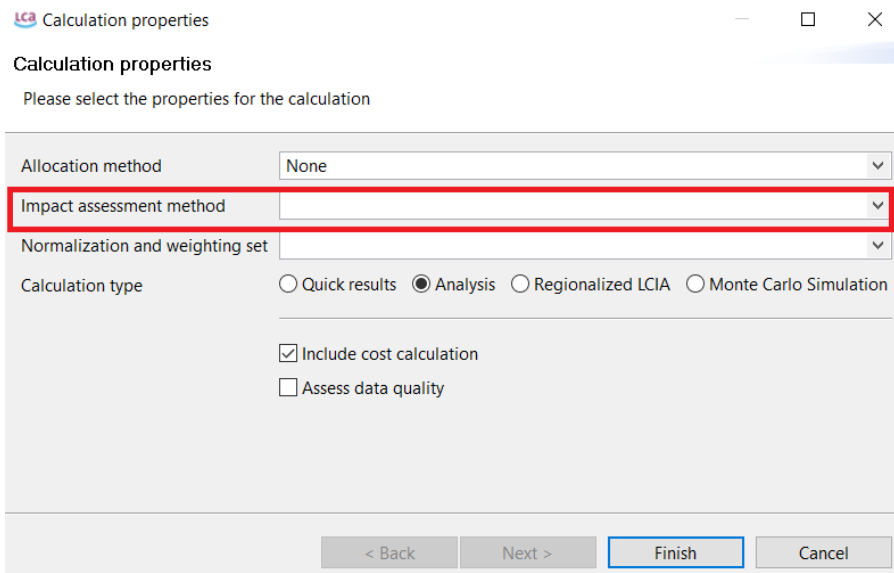 LCA Calculation properties
Calculation properties
Please select the properties for the calculation
Allocation method None
Impact assessment method
Normalization and weighting set
Calculation type Quick results Analysis Regionalized LCIA Monte Carlo Simulation
Include cost calculation
Assess data quality
< Back Next > Finish Cancel